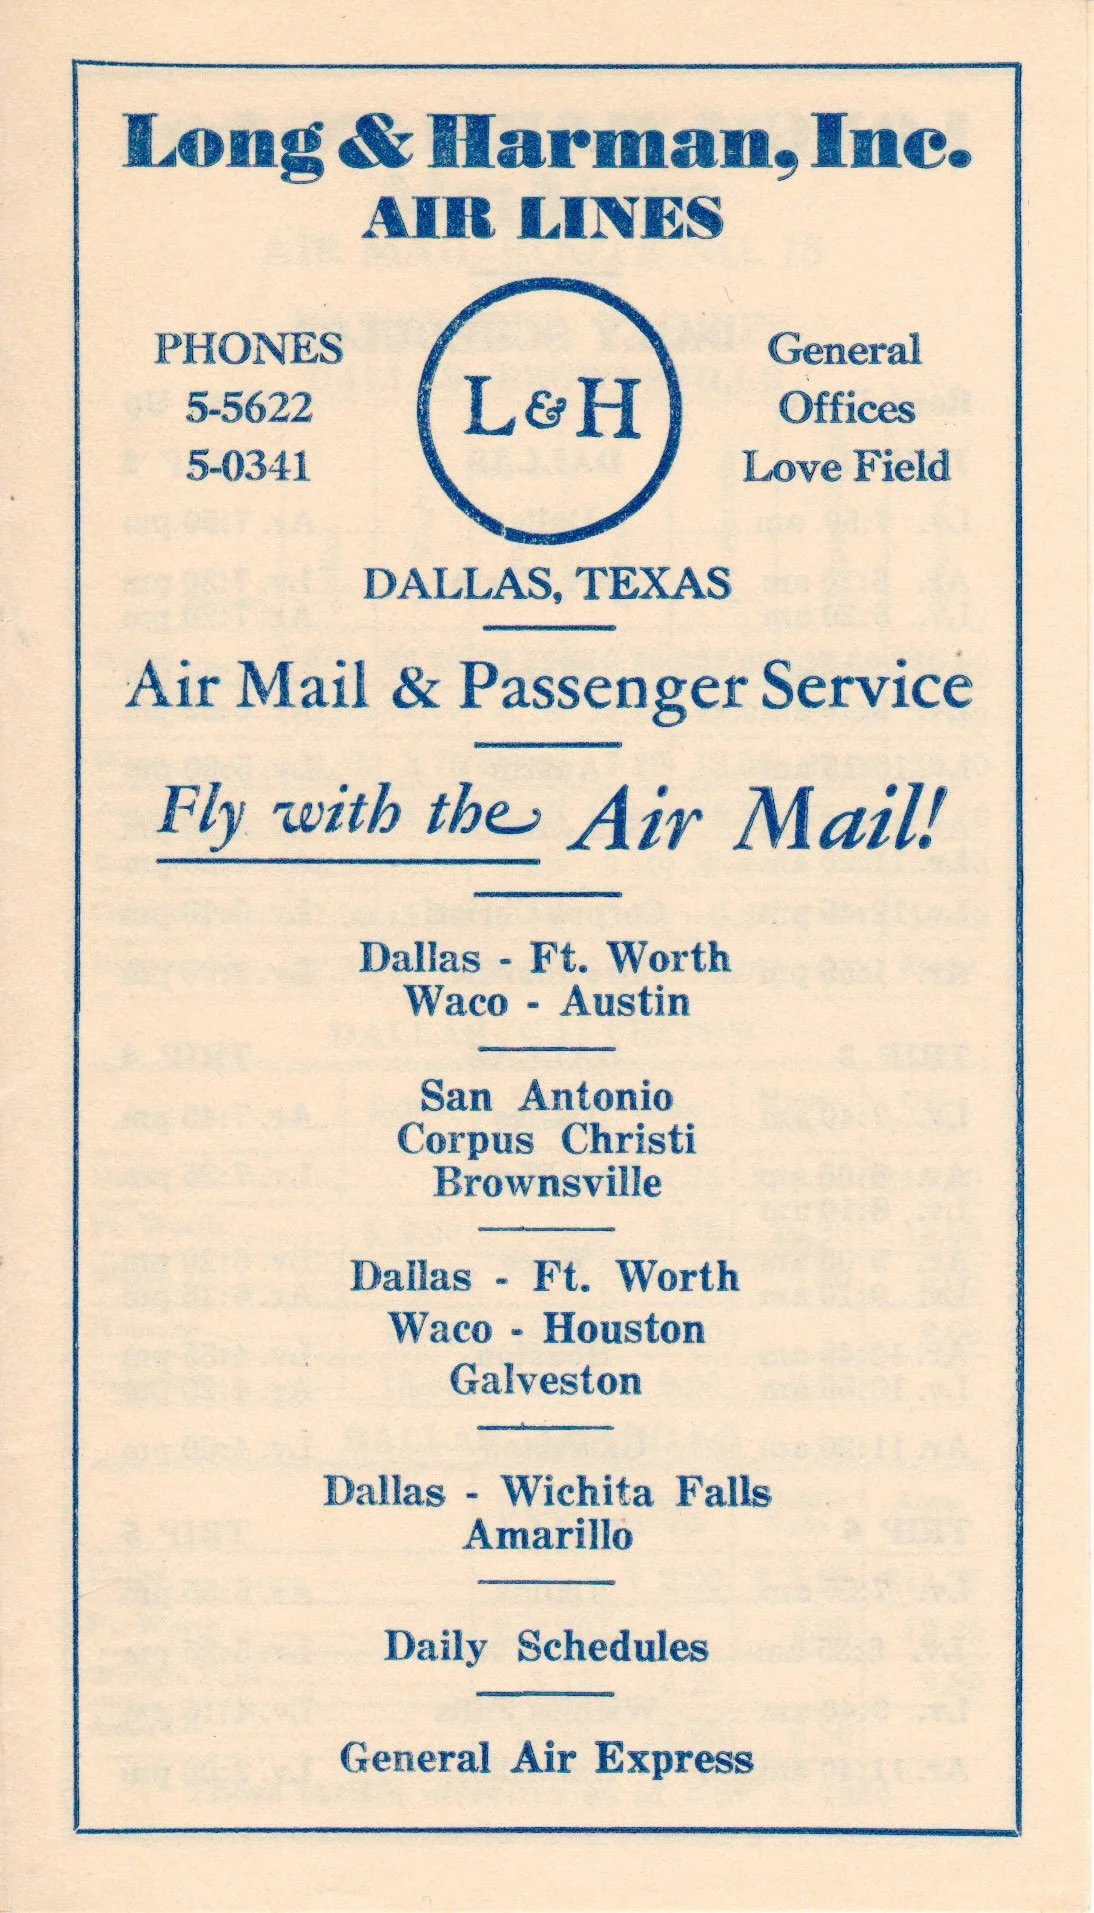 Long & Harman, Inc.
AIR LINES
PHONES
5-5622
5-0341
L&H
General
Offices
Love Field
DALLAS, TEXAS
Air Mail & Passenger Service
Fly with the Air Mail!
Dallas - Ft. Worth
Waco - Austin
San Antonio
Corpus Christi
Brownsville
Dallas - Ft. Worth
Waco - Houston
Galveston
Dallas - Wichita Falls
Amarillo
Daily Schedules
General Air Express